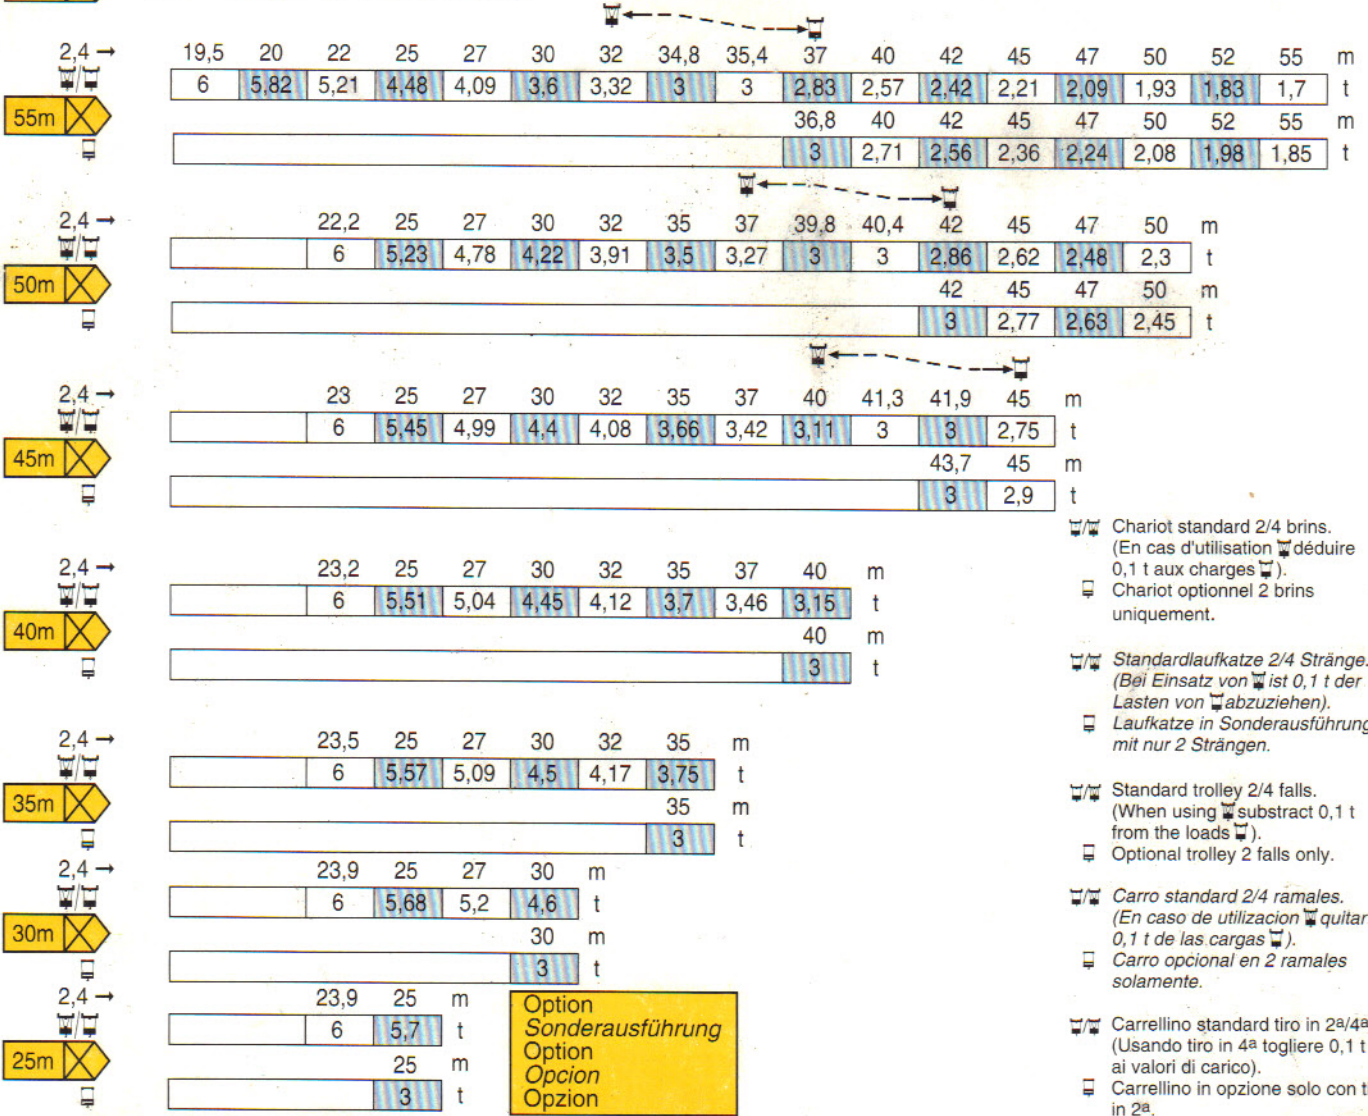 2,4 → 19,5 20 22 25 27 30 32 34,8 35,4 37 40 42 45 47 50 52 55 m
6 5,82 5,21 4,48 4,09 3,6 3,32 3 3 2,83 2,57 2,42 2,21 2,09 1,93 1,83 1,7 t
55m
36,8 40 42 45 47 50 52 55 m
3 2,71 2,56 2,36 2,24 2,08 1,98 1,85 t
2,4 → 22,2 25 27 30 32 35 37 39,8 40,4 42 45 47 50 m
6 5,23 4,78 4,22 3,91 3,5 3,27 3 3 2,86 2,62 2,48 2,3 t
50m
42 45 47 50 m
3 2,77 2,63 2,45 t
2,4 → 23 25 27 30 32 35 37 40 41,3 41,9 45 m
6 5,45 4,99 4,4 4,08 3,66 3,42 3,11 3 3 2,75 t
45m
43,7 45 m
3 2,9 t
2,4 → 23,2 25 27 30 32 35 37 40 m
6 5,51 5,04 4,45 4,12 3,7 3,46 3,15 t
40m
40 m
3 t
2,4 → 23,5 25 27 30 32 35 m
6 5,57 5,09 4,5 4,17 3,75 t
35m
35 m
3 t
2,4 → 23,9 25 27 30 m
6 5,68 5,2 4,6 t
30m
30 m
3 t
2,4 → 23,9 25 m
6 5,7 t
25m
25 m
3 t
Option
Sonderausführung
Option
Opcion
Opzion
Chariot standard 2/4 brins.
(En cas d'utilisation déduire
0,1 t aux charges ).
Chariot optionnel 2 brins
uniquement.
Standardlaufkatze 2/4 Stränge.
(Bei Einsatz von ist 0,1 t der
Lasten von abzuziehen).
Laufkatze in Sonderausführung
mit nur 2 Strängen.
Standard trolley 2/4 falls.
(When using substract 0,1 t
from the loads ).
Optional trolley 2 falls only.
Carro standard 2/4 ramales.
(En caso de utilizacion quitar
0,1 t de las cargas ).
Carro opcional en 2 ramales
solamente.
Carrellino standard tiro in 2ª/4ª
(Usando tiro in 4ª togliere 0,1 t
ai valori di carico).
Carrellino in opzione solo con
in 2ª.